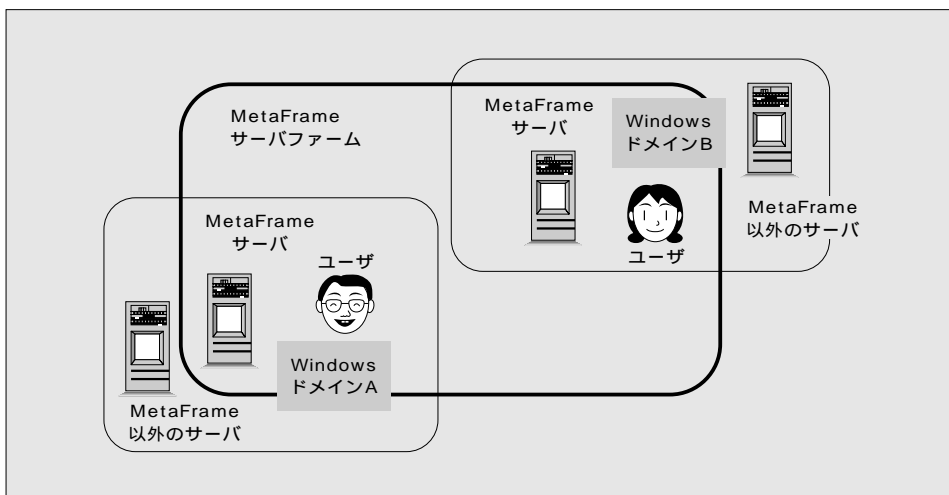 MetaFrame
サーバファーム
MetaFrame
サーバ
Windows
ドメインB
MetaFrame
以外のサーバ
ユーザ
MetaFrame
サーバ
ユーザ
Windows
ドメインA
MetaFrame
以外のサーバ